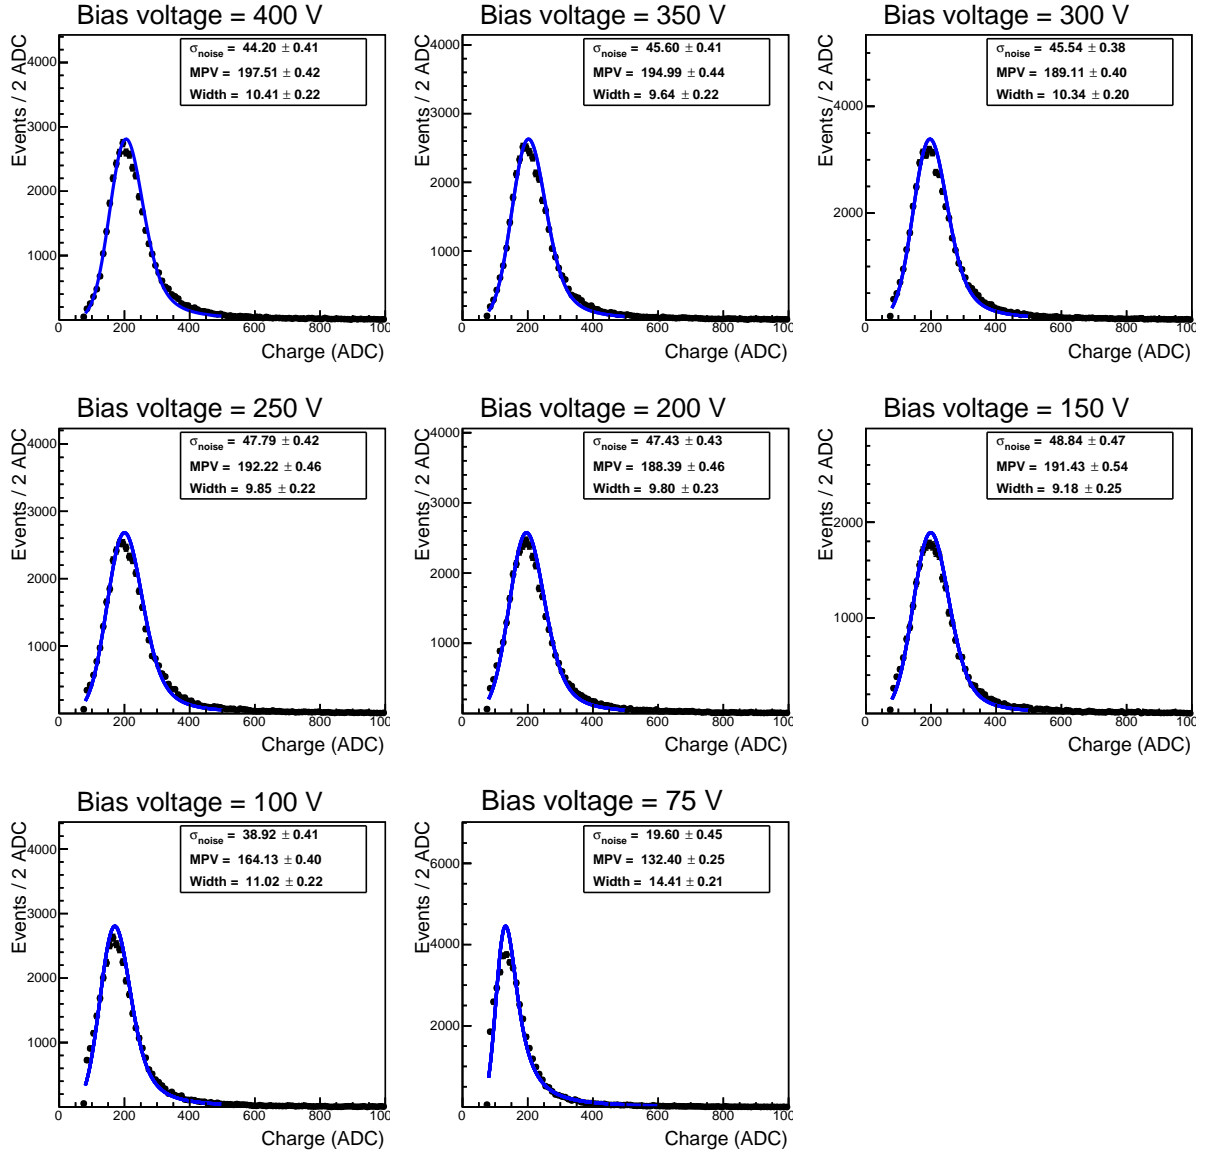 Bias voltage = 400 V
Events / 2 ADC
4000
3000
2000
1000
σnoise = 44.20 ± 0.41
MPV = 197.51 ± 0.42
Width = 10.41 ± 0.22
0 200 400 600 800 100
Charge (ADC)
Bias voltage = 350 V
Events / 2 ADC
4000
3000
2000
1000
σnoise = 45.60 ± 0.41
MPV = 194.99 ± 0.44
Width = 9.64 ± 0.22
0 200 400 600 800 100
Charge (ADC)
Bias voltage = 300 V
Events / 2 ADC
4000
2000
σnoise = 45.54 ± 0.38
MPV = 189.11 ± 0.40
Width = 10.34 ± 0.20
0 200 400 600 800 100
Charge (ADC)
Bias voltage = 250 V
Events / 2 ADC
4000
3000
2000
1000
σnoise = 47.79 ± 0.42
MPV = 192.22 ± 0.46
Width = 9.85 ± 0.22
0 200 400 600 800 100
Charge (ADC)
Bias voltage = 200 V
Events / 2 ADC
4000
3000
2000
1000
σnoise = 47.43 ± 0.43
MPV = 188.39 ± 0.46
Width = 9.80 ± 0.23
0 200 400 600 800 100
Charge (ADC)
Bias voltage = 150 V
Events / 2 ADC
2000
1000
σnoise = 48.84 ± 0.47
MPV = 191.43 ± 0.54
Width = 9.18 ± 0.25
0 200 400 600 800 100
Charge (ADC)
Bias voltage = 100 V
Events / 2 ADC
4000
3000
2000
1000
σnoise = 38.92 ± 0.41
MPV = 164.13 ± 0.40
Width = 11.02 ± 0.22
0 200 400 600 800 100
Charge (ADC)
Bias voltage = 75 V
Events / 2 ADC
6000
4000
2000
σnoise = 19.60 ± 0.45
MPV = 132.40 ± 0.25
Width = 14.41 ± 0.21
0 200 400 600 800 100
Charge (ADC)